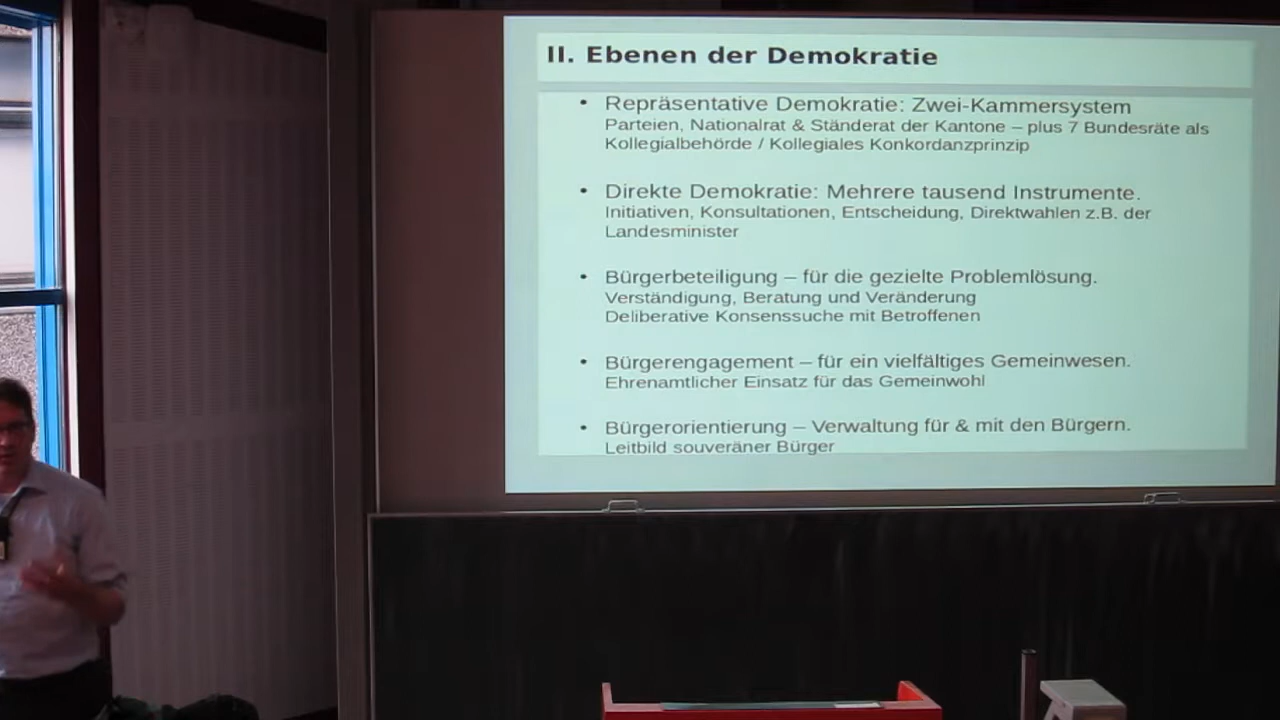 II. Ebenen der Demokratie
• Repräsentative Demokratie: Zwei-Kammersystem
Parteien, Nationalrat & Ständerat der Kantone – plus 7 Bundesräte als
Kollegialbehörde / Kollegiales Konkordanzprinzip
• Direkte Demokratie: Mehrere tausend Instrumente.
Initiativen, Konsultationen, Entscheidung, Direktwahlen z.B. der
Landesminister
• Bürgerbeteiligung – für die gezielte Problemlösung.
Verständigung, Beratung und Veränderung
Deliberative Konsenssuche mit Betroffenen
• Bürgerengagement – für ein vielfältiges Gemeinwesen.
Ehrenamtlicher Einsatz für das Gemeinwohl
• Bürgerorientierung – Verwaltung für & mit den Bürgern.
Leitbild souveräner Bürger